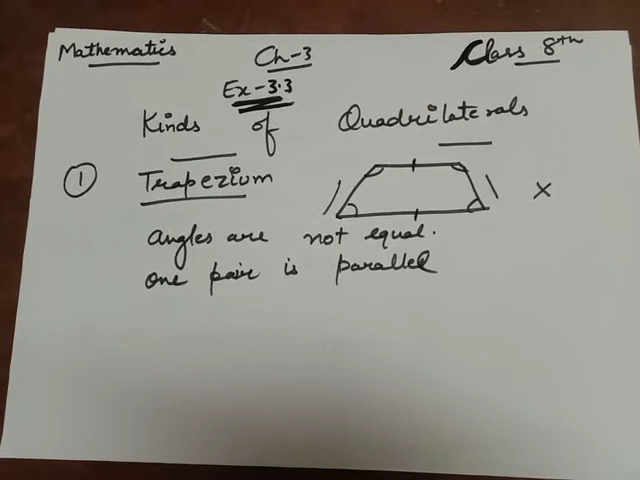 Mathematics Ch-3 Class 8th
Ex-3.3
Kinds of Quadrilaterals
① Trapezium
angles are not equal.
one pair is parallel